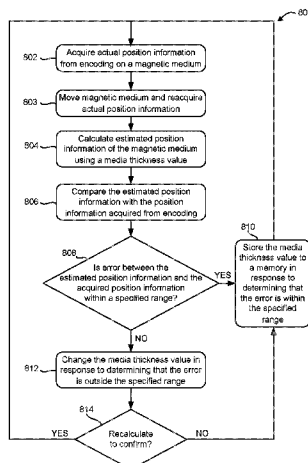 80
802
Acquire actual position information
from encoding on a magnetic medium
803
Move magnetic medium and reacquire
actual position information
804
Calculate estimated position
information of the magnetic medium
using a media thickness value
806
Compare the estimated position
information with the position
information acquired from encoding
808
Is error between the
estimated position information and the
acquired position information
within a specified range?
YES
810
Store the media
thickness value to
a memory in
response to
determining that the
error is within
the specified
range
NO
812
Change the media thickness value in
response to determining that the error
is outside the specified range
814
YES
Recalculate
to confirm?
NO